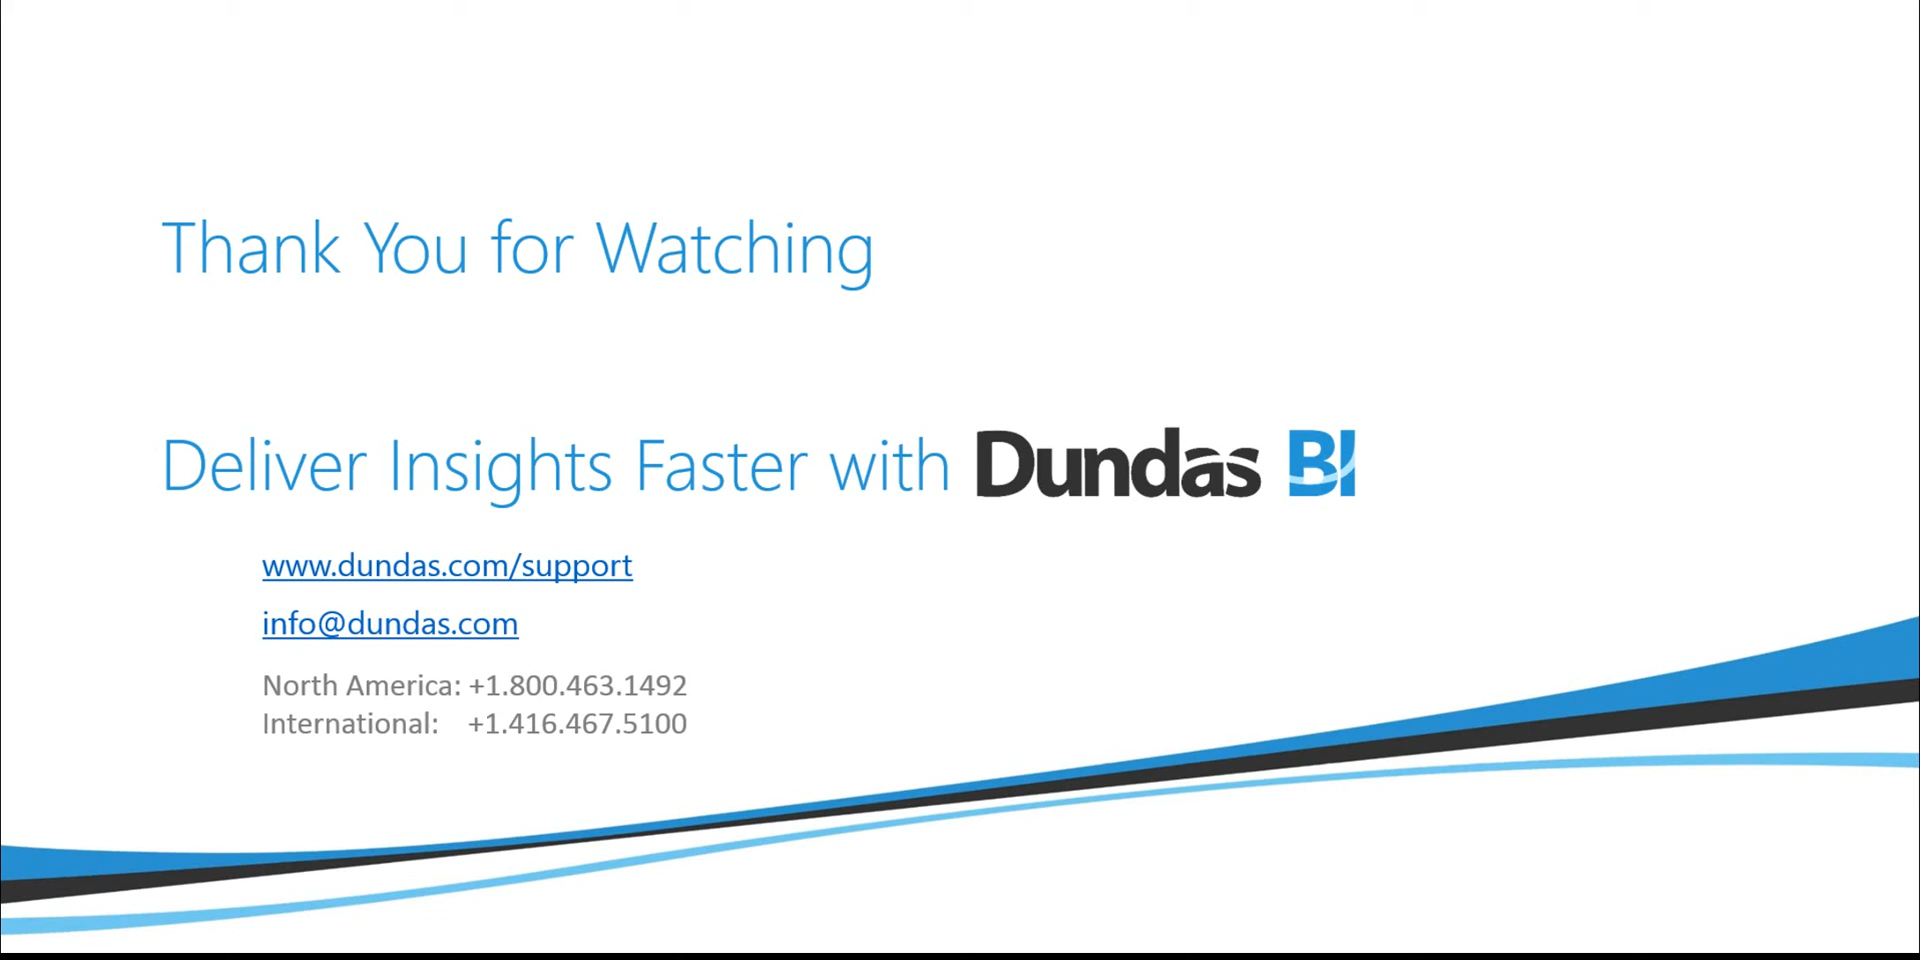 Thank You for Watching
Deliver Insights Faster with Dundas BI
www.dundas.com/support
info@dundas.com
North America: +1.800.463.1492
International: +1.416.467.5100